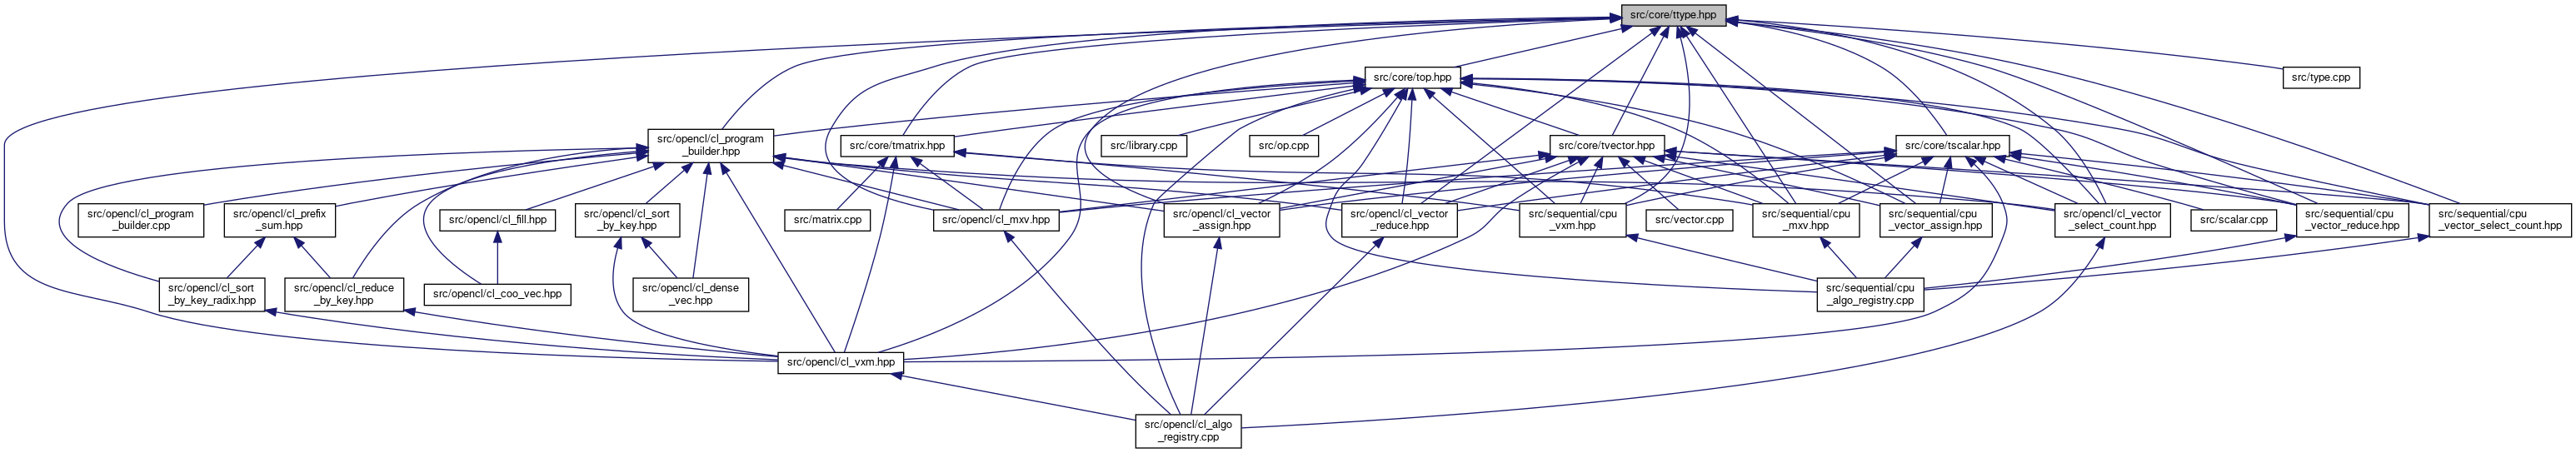 src/core/ttype.hpp
src/core/top.hpp
src/type.cpp
src/opencl/cl_program
_builder.hpp
src/core/tmatrix.hpp
src/library.cpp
src/op.cpp
src/core/tvector.hpp
src/core/tscalar.hpp
src/opencl/cl_program
_builder.cpp
src/opencl/cl_prefix
_sum.hpp
src/opencl/cl_fill.hpp
src/opencl/cl_sort
_by_key.hpp
src/matrix.cpp
src/opencl/cl_mxv.hpp
src/opencl/cl_vector
_assign.hpp
src/opencl/cl_vector
_reduce.hpp
src/sequential/cpu
_vxm.hpp
src/vector.cpp
src/sequential/cpu
_mxv.hpp
src/sequential/cpu
_vector_assign.hpp
src/opencl/cl_vector
_select_count.hpp
src/scalar.cpp
src/sequential/cpu
_vector_reduce.hpp
src/sequential/cpu
_vector_select_count.hpp
src/opencl/cl_sort
_by_key_radix.hpp
src/opencl/cl_reduce
_by_key.hpp
src/opencl/cl_coo_vec.hpp
src/opencl/cl_dense
_vec.hpp
src/sequential/cpu
_algo_registry.cpp
src/opencl/cl_vxm.hpp
src/opencl/cl_algo
_registry.cpp